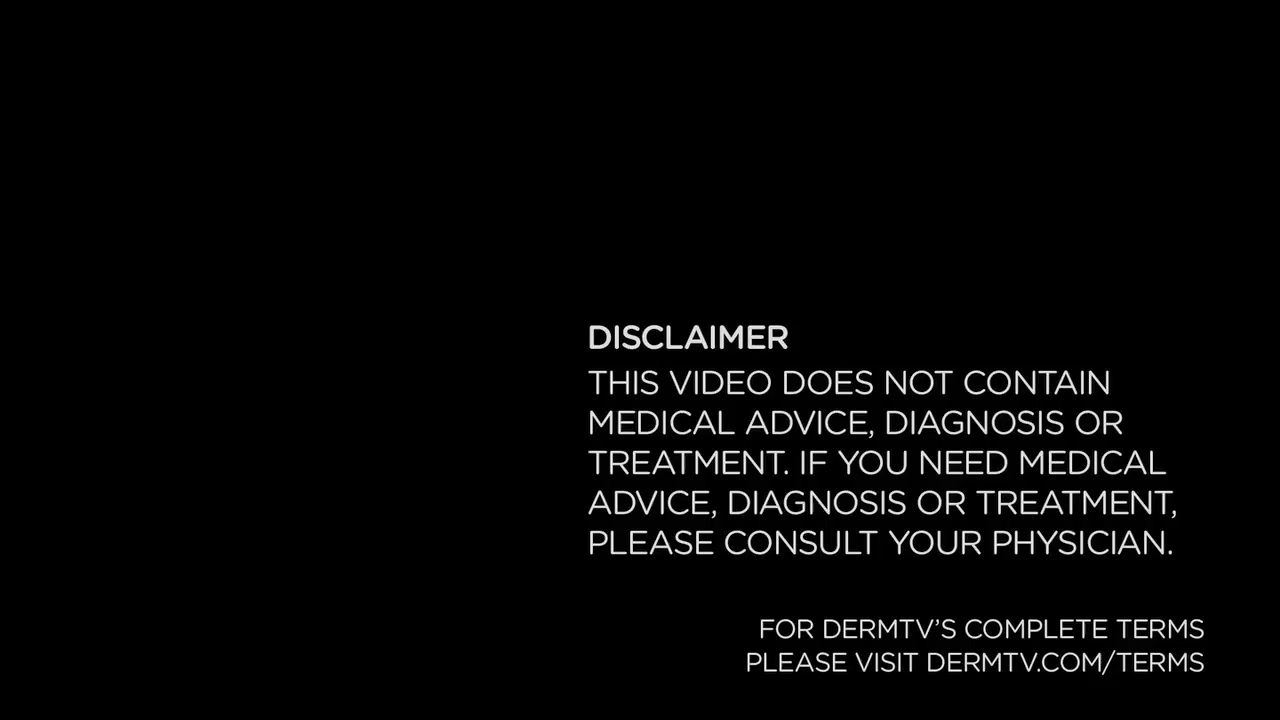 DISCLAIMER
THIS VIDEO DOES NOT CONTAIN
MEDICAL ADVICE, DIAGNOSIS OR
TREATMENT. IF YOU NEED MEDICAL
ADVICE, DIAGNOSIS OR TREATMENT,
PLEASE CONSULT YOUR PHYSICIAN.
FOR DERMTV’S COMPLETE TERMS
PLEASE VISIT DERMTV.COM/TERMS